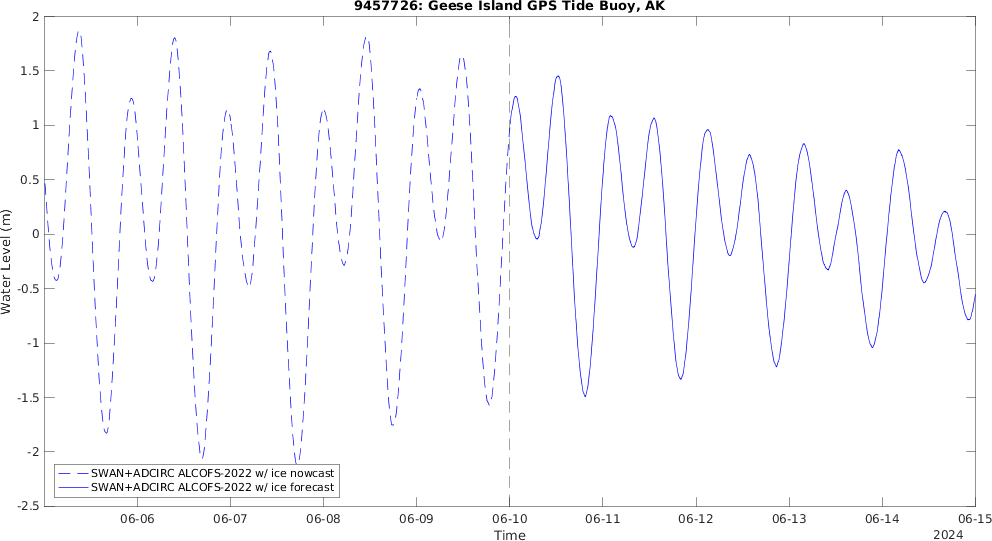 9457726: Geese Island GPS Tide Buoy, AK
2
1.5
1
0.5
0
-0.5
-1
-1.5
-2
-2.5
Water Level (m)
SWAN+ADCIRC ALCOFS-2022 w/ ice nowcast
SWAN+ADCIRC ALCOFS-2022 w/ ice forecast
06-06 06-07 06-08 06-09 06-10 06-11 06-12 06-13 06-14 06-15
Time
2024